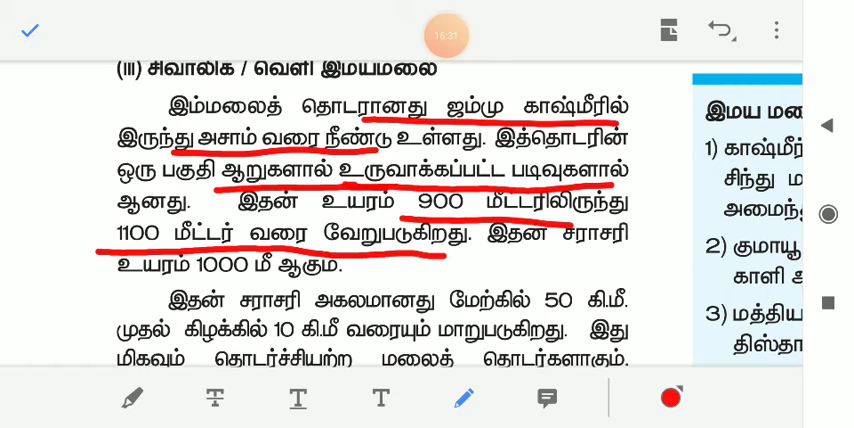 16:31
(iii) சிவாலிக் / வெளி இமயமலை
இம்மலைத் தொடரானது ஜம்மு காஷ்மீரில்
இருந்து அசாம் வரை நீண்டு உள்ளது. இத்தொடரின்
ஒரு பகுதி ஆறுகளால் உருவாக்கப்பட்ட படிவுகளால்
ஆனது. இதன் உயரம் 900 மீட்டரிலிருந்து
1100 மீட்டர் வரை வேறுபடுகிறது. இதன் சராசரி
உயரம் 1000 மீ ஆகும்.
இதன் சராசரி அகலமானது மேற்கில் 50 கி.மீ.
முதல் கிழக்கில் 10 கி.மீ வரையும் மாறுபடுகிறது. இது
மிகவும் தொடர்ச்சியற்ற மலைத் தொடர்களாகும்.
இமய மலை
1) காஷ்மீர்
சிந்து ம
அமைந்
2) குமாயூ
காளி
3) மத்திய
திஸ்தா
T T T